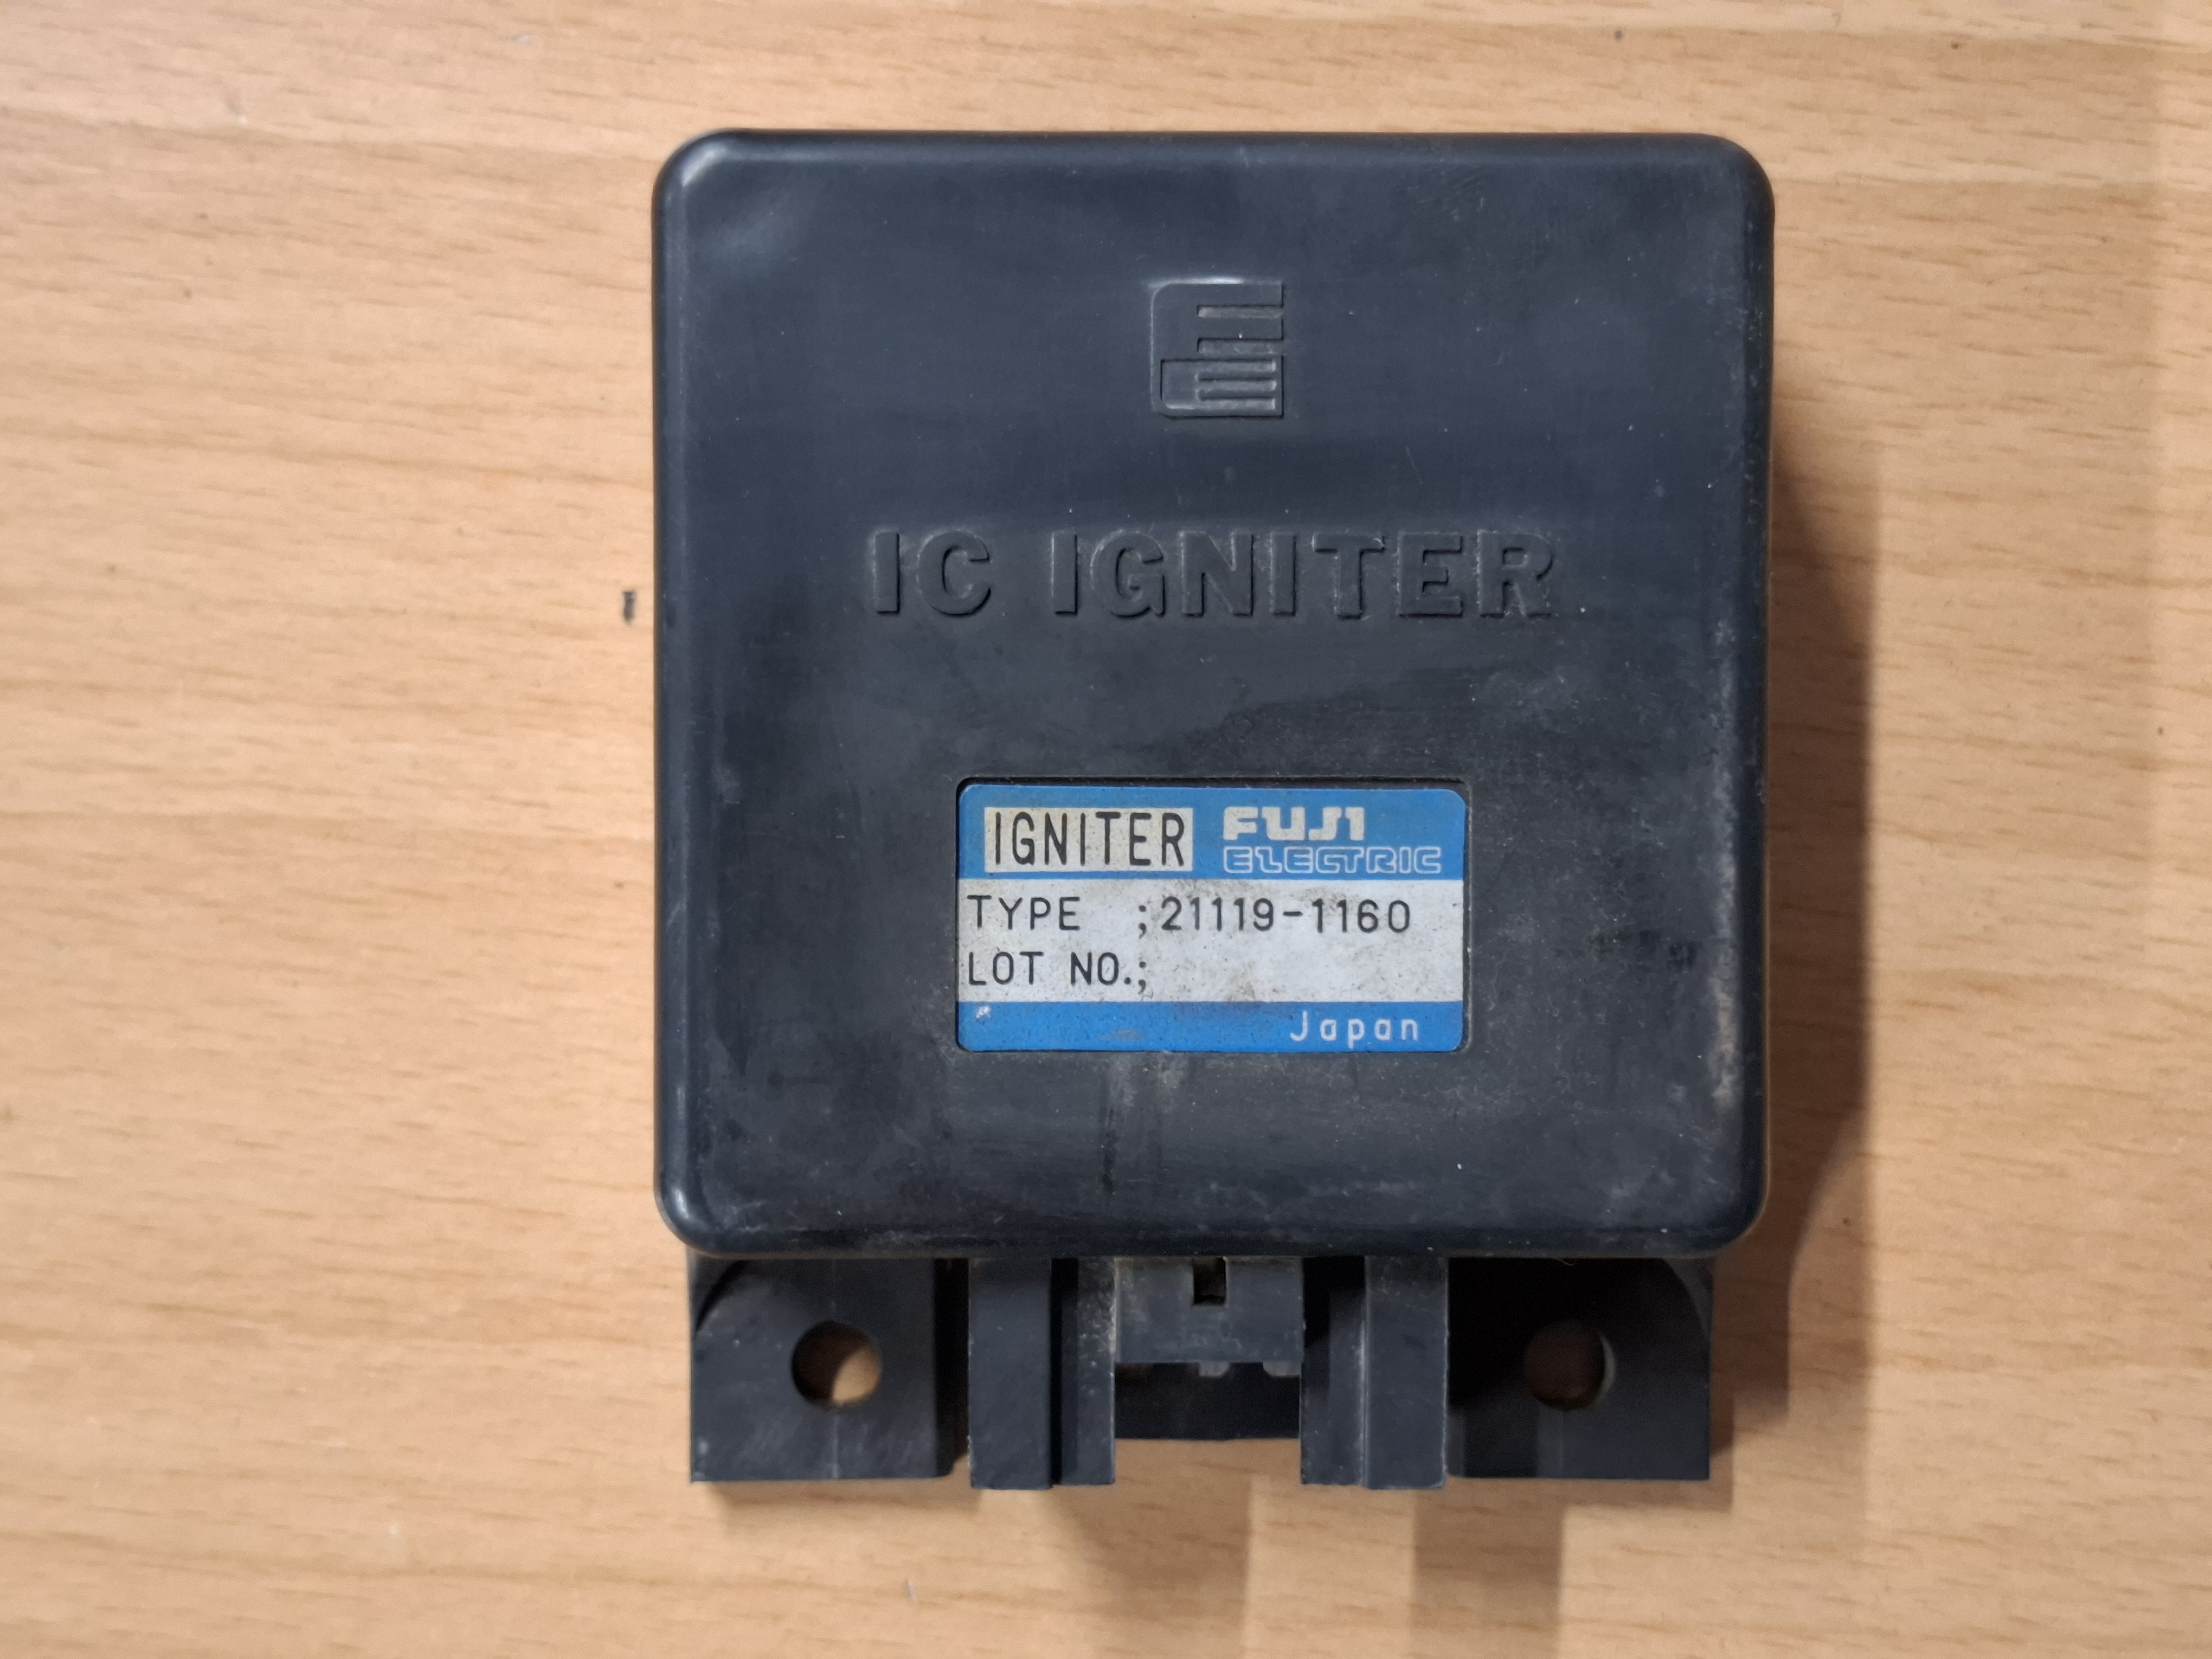 IC IGNITER
IGNITER FUJI
ELECTRIC
TYPE ;21119-1160
LOT NO.;
Japan